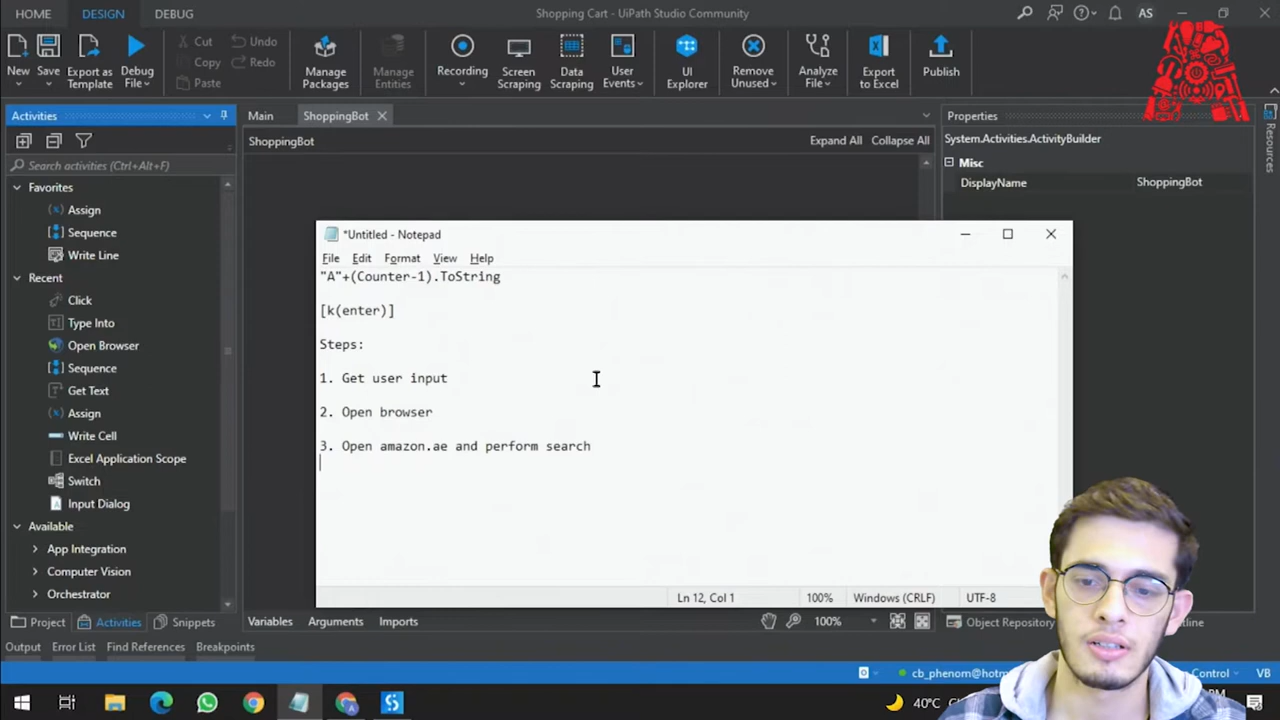 HOME
DESIGN
DEBUG
Shopping Cart - UiPath Studio Community
AS
New
Save
Export as Template
Debug File
Cut
Copy
Paste
Undo
Redo
Manage Packages
Manage Entities
Recording
Screen Scraping
Data Scraping
User Events
UI Explorer
Remove Unused
Analyze File
Export to Excel
Publish
Activities
Search activities (Ctrl+Alt+F)
Favorites
Assign
Sequence
Write Line
Recent
Click
Type Into
Open Browser
Sequence
Get Text
Assign
Write Cell
Excel Application Scope
Switch
Input Dialog
Available
App Integration
Computer Vision
Orchestrator
Project
Activities
Snippets
Main
ShoppingBot
ShoppingBot
Expand All
Collapse All
*Untitled - Notepad
File
Edit
Format
View
Help
"A"+(Counter-1).ToString
[k(enter)]
Steps:
1. Get user input
2. Open browser
3. Open amazon.ae and perform search
Ln 12, Col 1
100%
Windows (CRLF)
UTF-8
Variables
Arguments
Imports
100%
Properties
System.Activities.ActivityBuilder
Misc
DisplayName
ShoppingBot
Resources
Object Repository
Output
Error List
Find References
Breakpoints
Control
VB
40°C